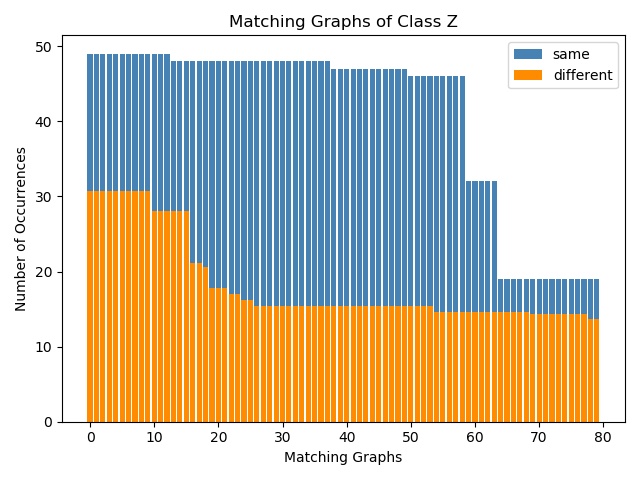 Matching Graphs of Class Z
same
different
Number of Occurrences
50
40
30
20
10
0
0 10 20 30 40 50 60 70 80
Matching Graphs